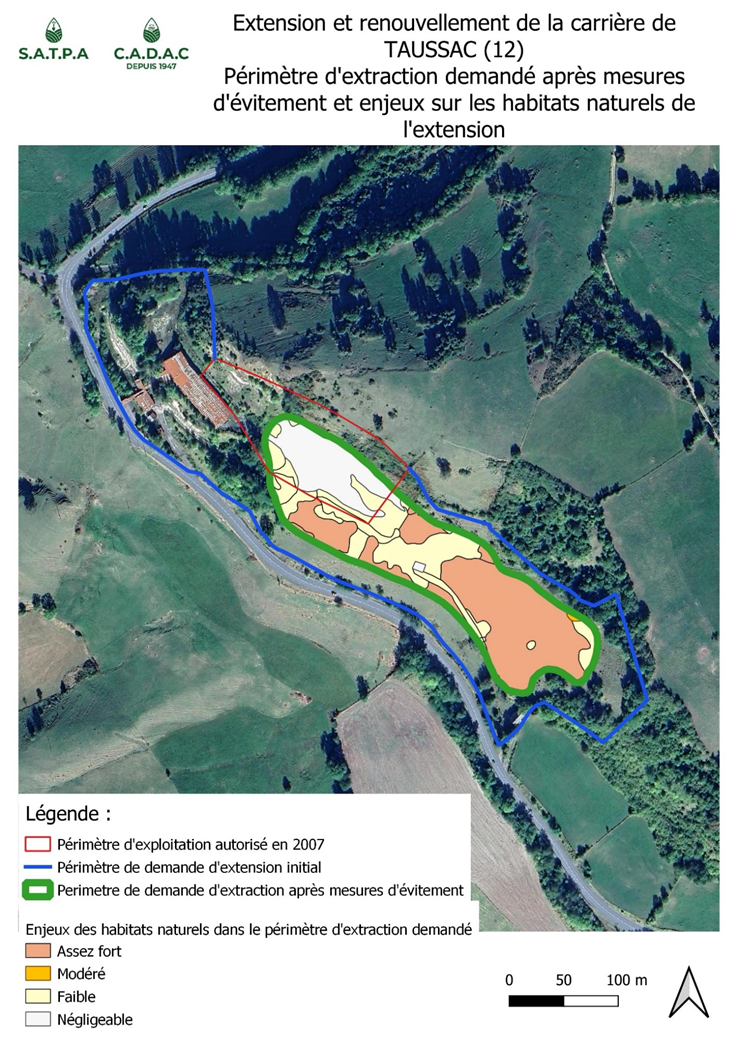 S.A.T.P.A
C.A.D.A.C
DEPUIS 1947
Extension et renouvellement de la carrière de
TAUSSAC (12)
Périmètre d'extraction demandé après mesures
d'évitement et enjeux sur les habitats naturels de
l'extension
Légende :
Périmètre d'exploitation autorisé en 2007
Périmètre de demande d'extension initial
Perimetre de demande d'extraction après mesures d'évitement
Enjeux des habitats naturels dans le périmètre d'extraction demandé
Assez fort
Modéré
Faible
Négligeable
0 50 100 m